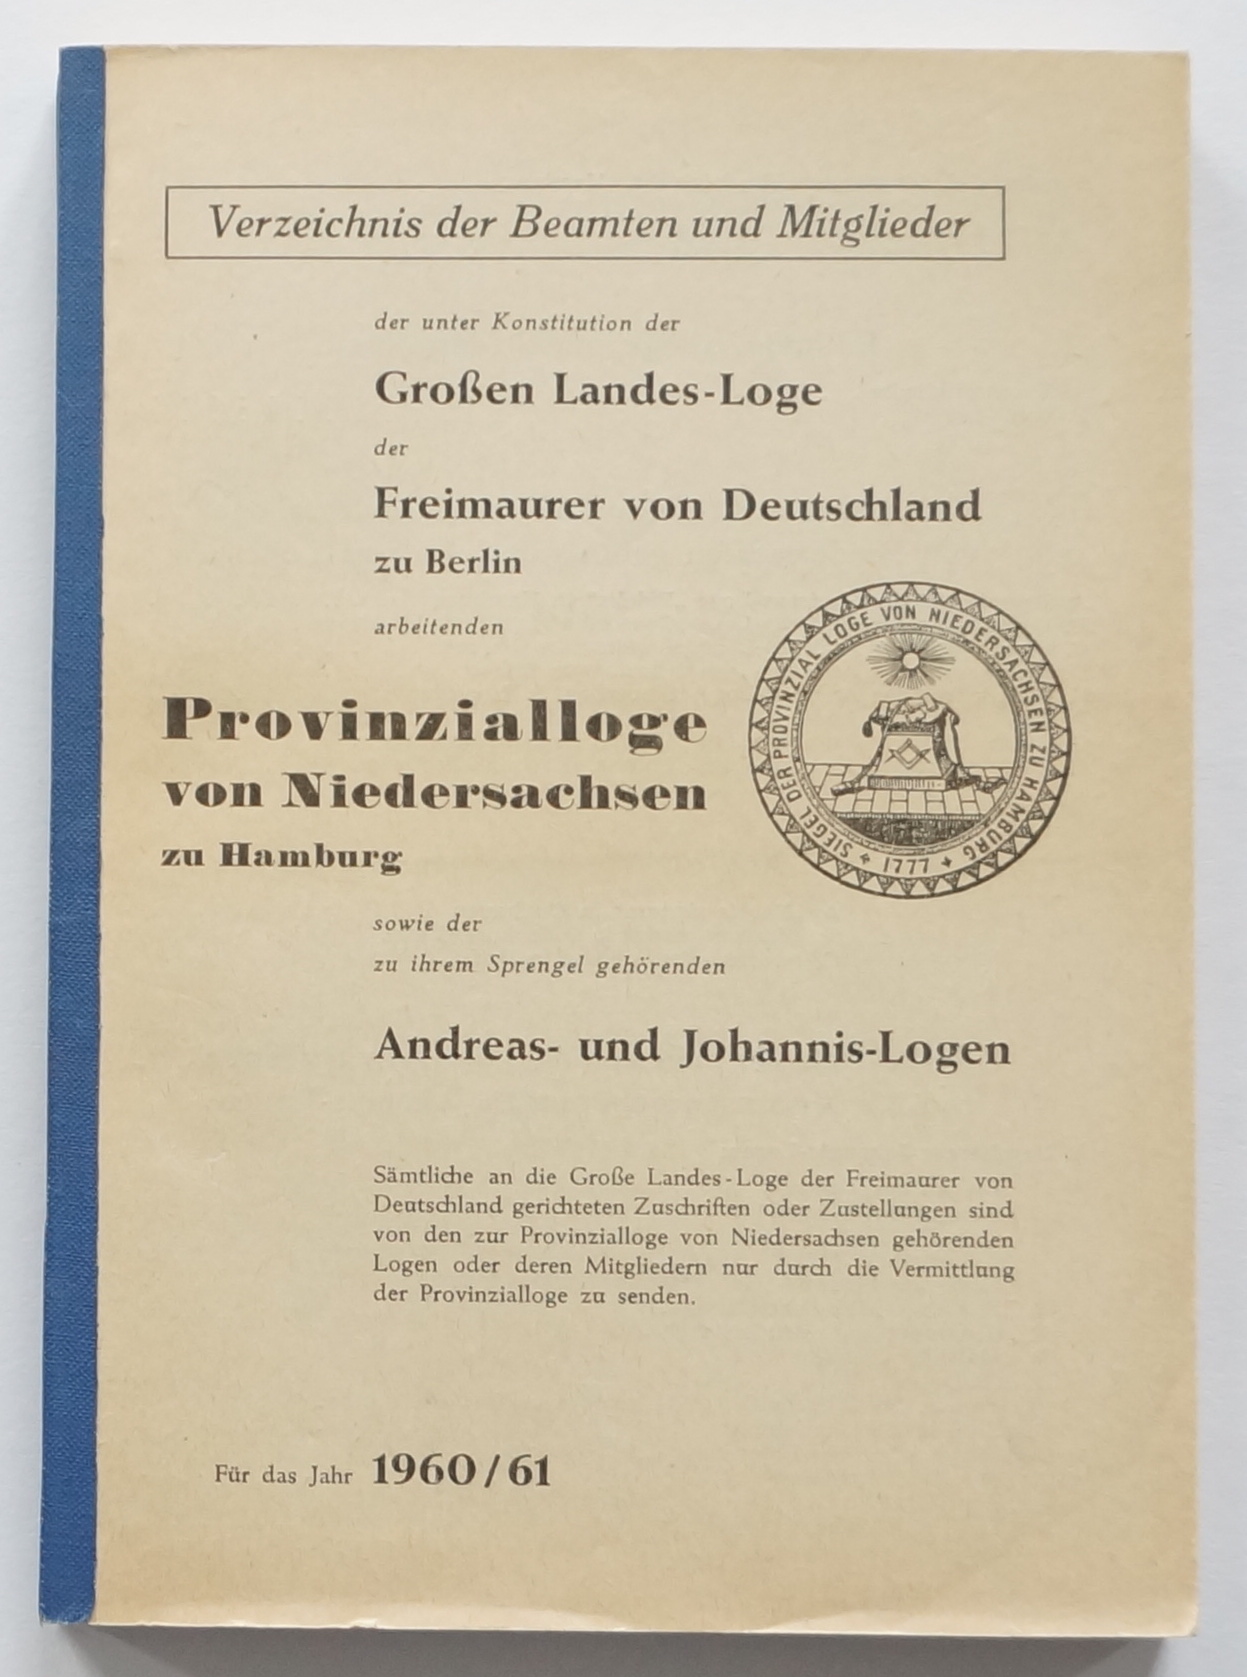 Verzeichnis der Beamten und Mitglieder
der unter Konstitution der
Großen Landes-Loge
der
Freimaurer von Deutschland
zu Berlin
arbeitenden
Provinzialloge
von Niedersachsen
zu Hamburg
SIEGEL DER PROVINZIAL LOGE VON NIEDERSACHSEN ZU HAMBURG
1777
sowie der
zu ihrem Sprengel gehörenden
Andreas- und Johannis-Logen
Sämtliche an die Große Landes-Loge der Freimaurer von
Deutschland gerichteten Zuschriften oder Zustellungen sind
von den zur Provinzialloge von Niedersachsen gehörenden
Logen oder deren Mitgliedern nur durch die Vermittlung
der Provinzialloge zu senden.
Für das Jahr 1960/61